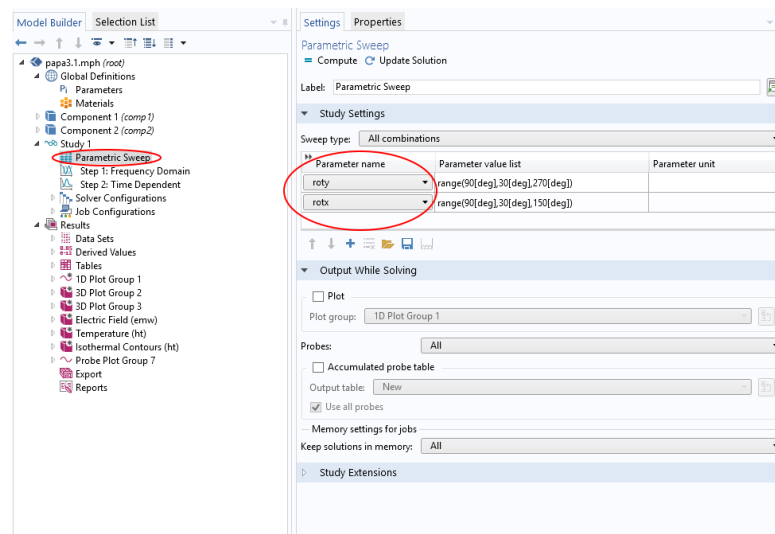 Model Builder Selection List
papa3.1.mph (root)
Global Definitions
Pi Parameters
Materials
Component 1 (comp1)
Component 2 (comp2)
Study 1
Parametric Sweep
Step 1: Frequency Domain
Step 2: Time Dependent
Solver Configurations
Job Configurations
Results
Data Sets
Derived Values
Tables
1D Plot Group 1
3D Plot Group 2
3D Plot Group 3
Electric Field (emw)
Temperature (ht)
Isothermal Contours (ht)
Probe Plot Group 7
Export
Reports
Settings Properties
Parametric Sweep
= Compute Update Solution
Label: Parametric Sweep
Study Settings
Sweep type: All combinations
Parameter name Parameter value list Parameter unit
roty range(90[deg],30[deg],270[deg])
rotx range(90[deg],30[deg],150[deg])
Output While Solving
Plot
Plot group: 1D Plot Group 1
Probes: All
Accumulated probe table
Output table: New
Use all probes
Memory settings for jobs
Keep solutions in memory: All
Study Extensions